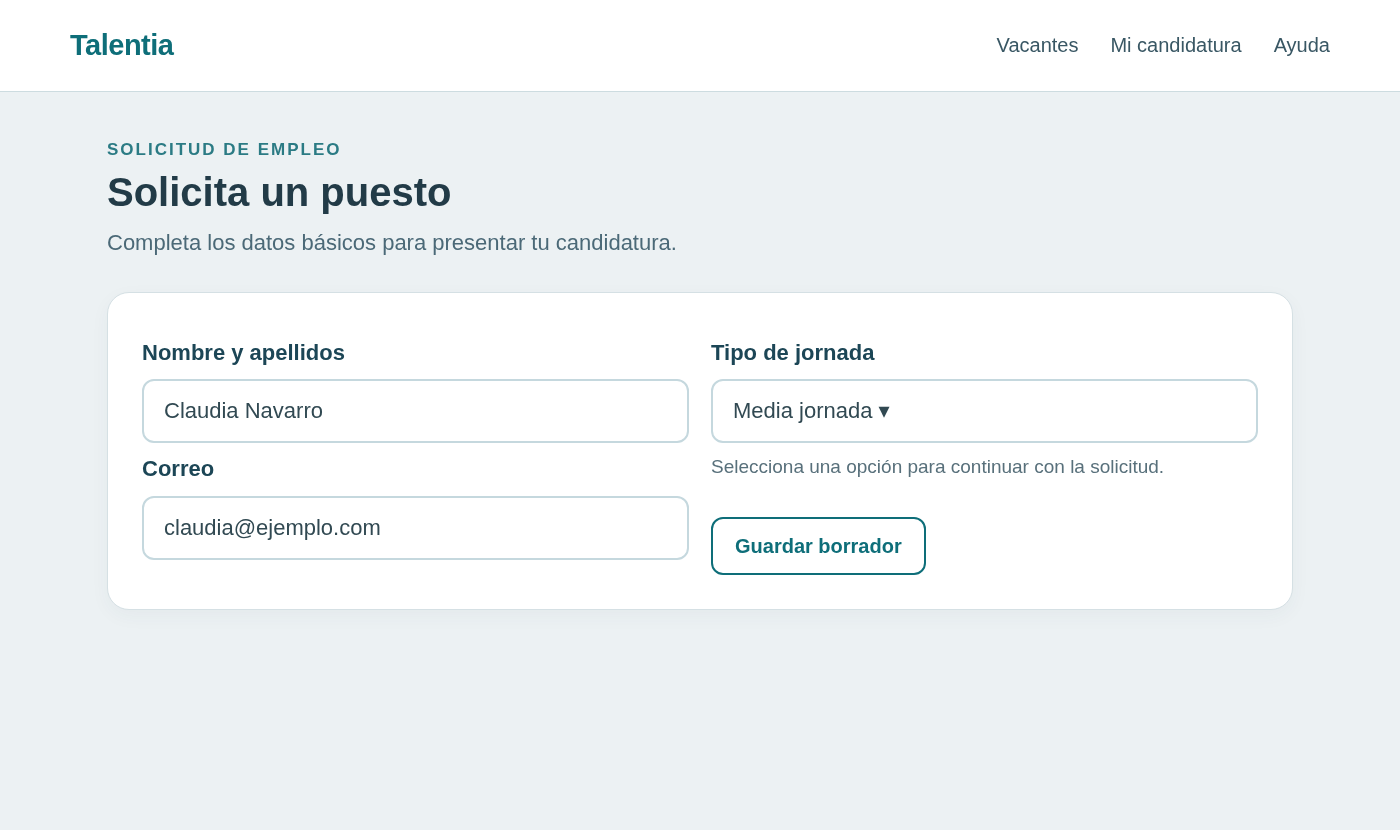 Talentia
Vacantes
Mi candidatura
Ayuda
SOLICITUD DE EMPLEO
Solicita un puesto
Completa los datos básicos para presentar tu candidatura.
Nombre y apellidos
Claudia Navarro
Correo
claudia@ejemplo.com
Tipo de jornada
Media jornada ▾
Selecciona una opción para continuar con la solicitud.
Guardar borrador